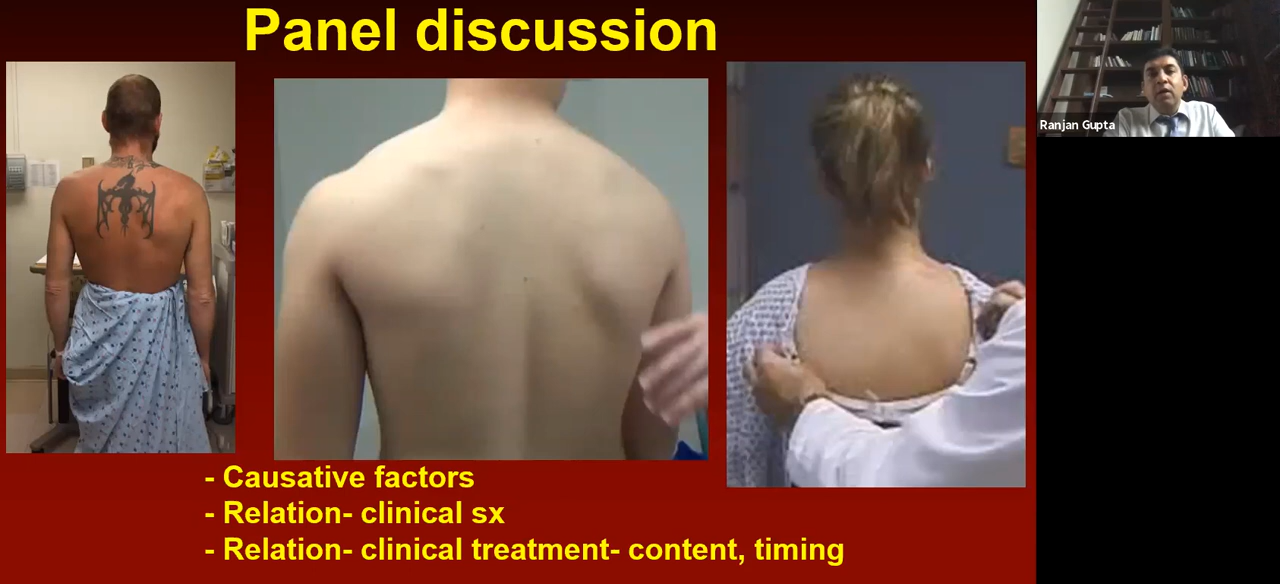 Panel discussion
Ranjan Gupta
- Causative factors
- Relation- clinical sx
- Relation- clinical treatment- content, timing